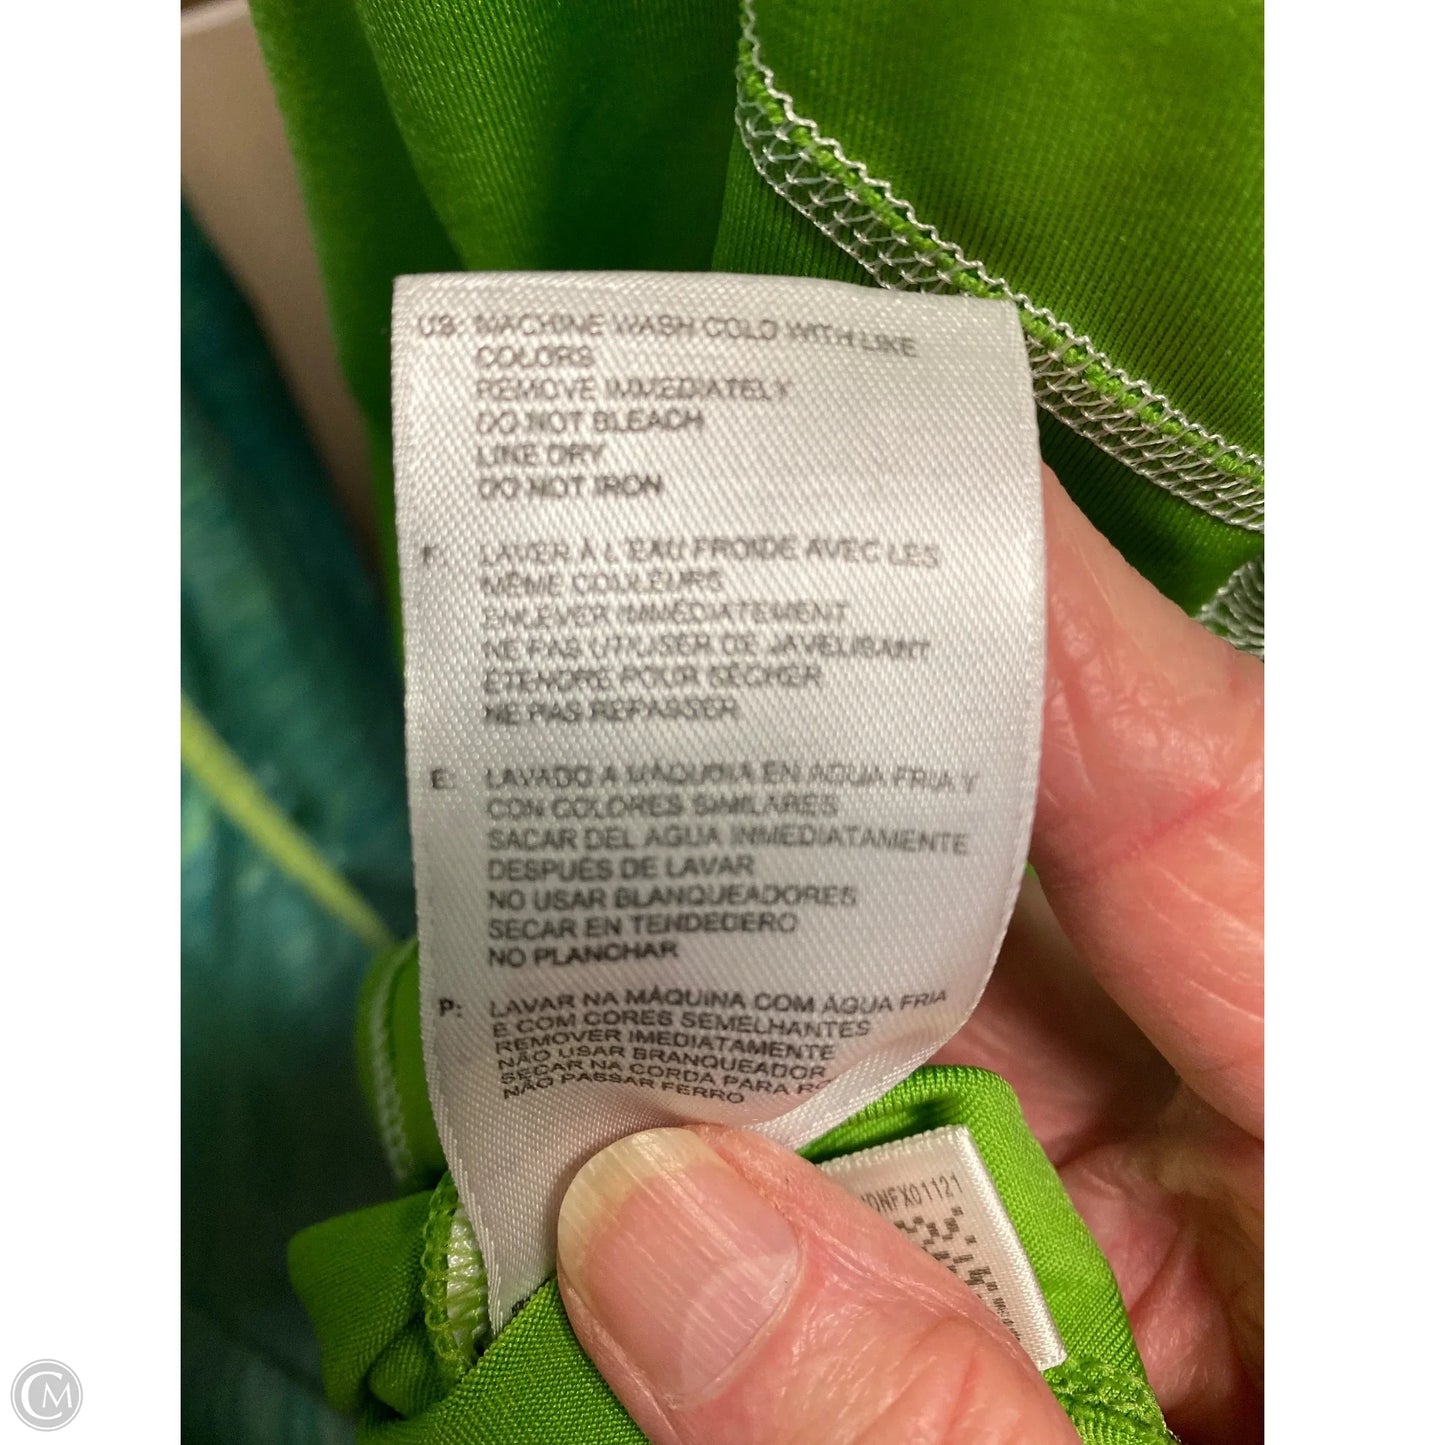 US: MACHINE WASH COLD WITH LIKE
COLORS
REMOVE IMMEDIATELY
DO NOT BLEACH
LINE DRY
DO NOT IRON
F: LAVER À L'EAU FROIDE AVEC LES
MÊME COULEURS
ENLEVER IMMÉDIATEMENT
NE PAS UTILISER DE JAVELISANT
ÉTENDRE POUR SÉCHER
NE PAS REPASSER
E: LAVADO A MÁQUINA EN AGUA FRIA Y
CON COLORES SIMILARES
SACAR DEL AGUA INMEDIATAMENTE
DESPUÉS DE LAVAR
NO USAR BLANQUEADORES
SECAR EN TENDEDERO
NO PLANCHAR
P: LAVAR NA MÁQUINA COM ÁGUA FRIA
E COM CORES SEMELHANTES
REMOVER IMEDIATAMENTE
NÃO USAR BRANQUEADOR
SECAR NA CORDA PARA
NÃO PASSAR FERRO
DNFX01121
CM